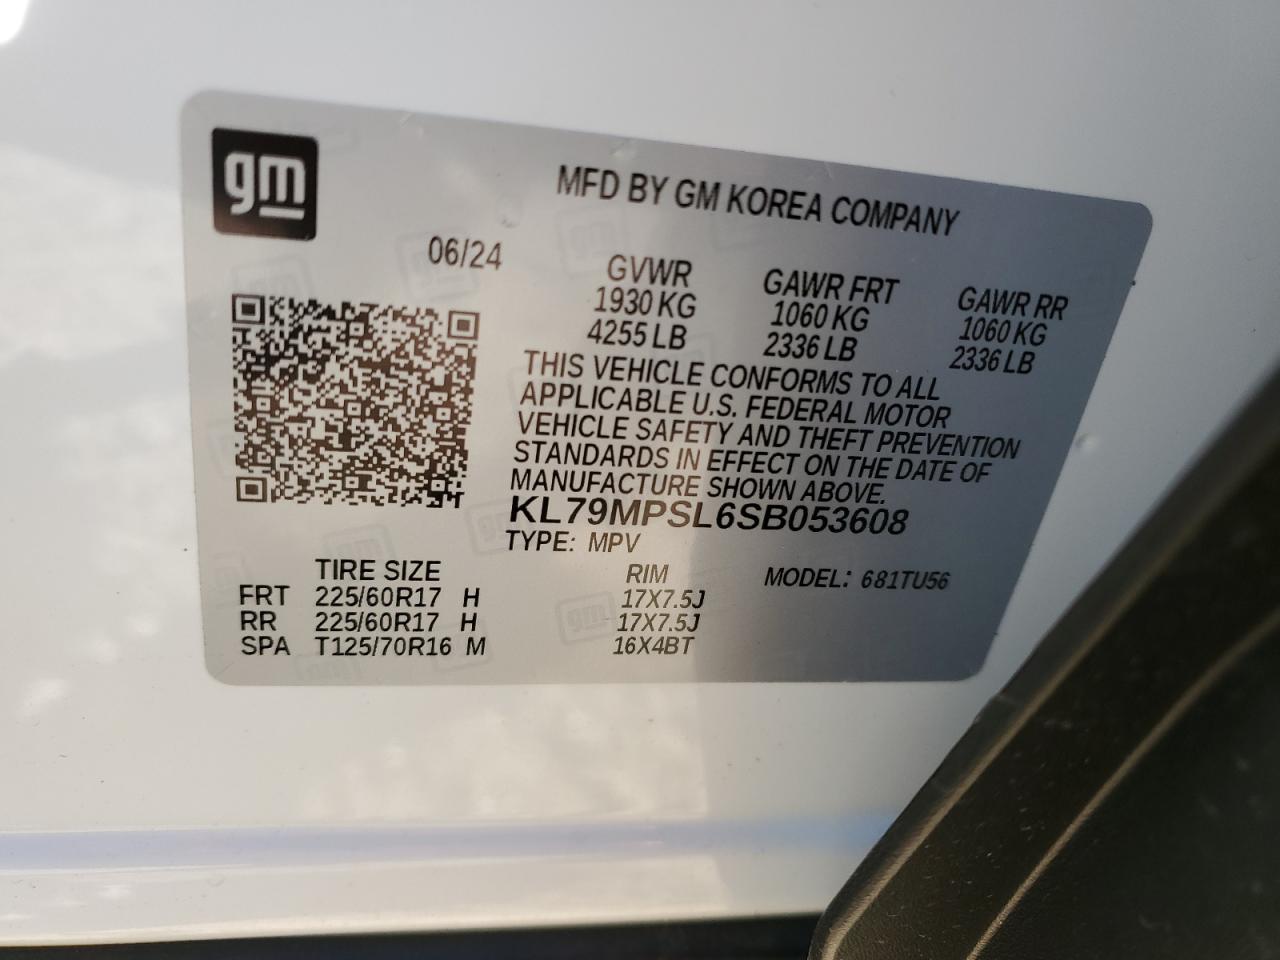 gm
MFD BY GM KOREA COMPANY
06/24
GVWR GAWR FRT GAWR RR
1930 KG 1060 KG 1060 KG
4255 LB 2336 LB 2336 LB
THIS VEHICLE CONFORMS TO ALL
APPLICABLE U.S. FEDERAL MOTOR
VEHICLE SAFETY AND THEFT PREVENTION
STANDARDS IN EFFECT ON THE DATE OF
MANUFACTURE SHOWN ABOVE.
KL79MPSL6SB053608
TYPE: MPV
MODEL: 681TU56
TIRE SIZE RIM
FRT 225/60R17 H 17X7.5J
RR 225/60R17 H 17X7.5J
SPA T125/70R16 M 16X4BT